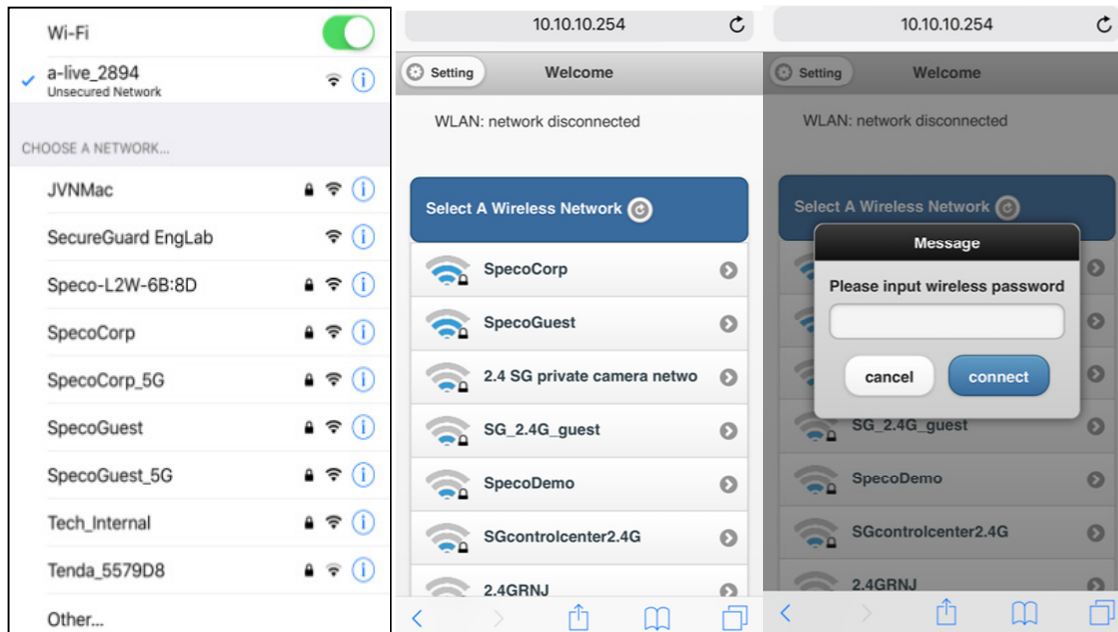 Wi-Fi
a-live_2894
Unsecured Network
CHOOSE A NETWORK...
JVNMac
SecureGuard EngLab
Speco-L2W-6B:8D
SpecoCorp
SpecoCorp_5G
SpecoGuest
SpecoGuest_5G
Tech_Internal
Tenda_5579D8
Other...
10.10.10.254
Setting
Welcome
WLAN: network disconnected
Select A Wireless Network
SpecoCorp
SpecoGuest
2.4 SG private camera netwo
SG_2.4G_guest
SpecoDemo
SGcontrolcenter2.4G
2.4GRNJ
10.10.10.254
Setting
Welcome
WLAN: network disconnected
Select A Wireless Network
Message
Please input wireless password
cancel
connect
SG_2.4G_guest
SpecoDemo
SGcontrolcenter2.4G
2.4GRNJ